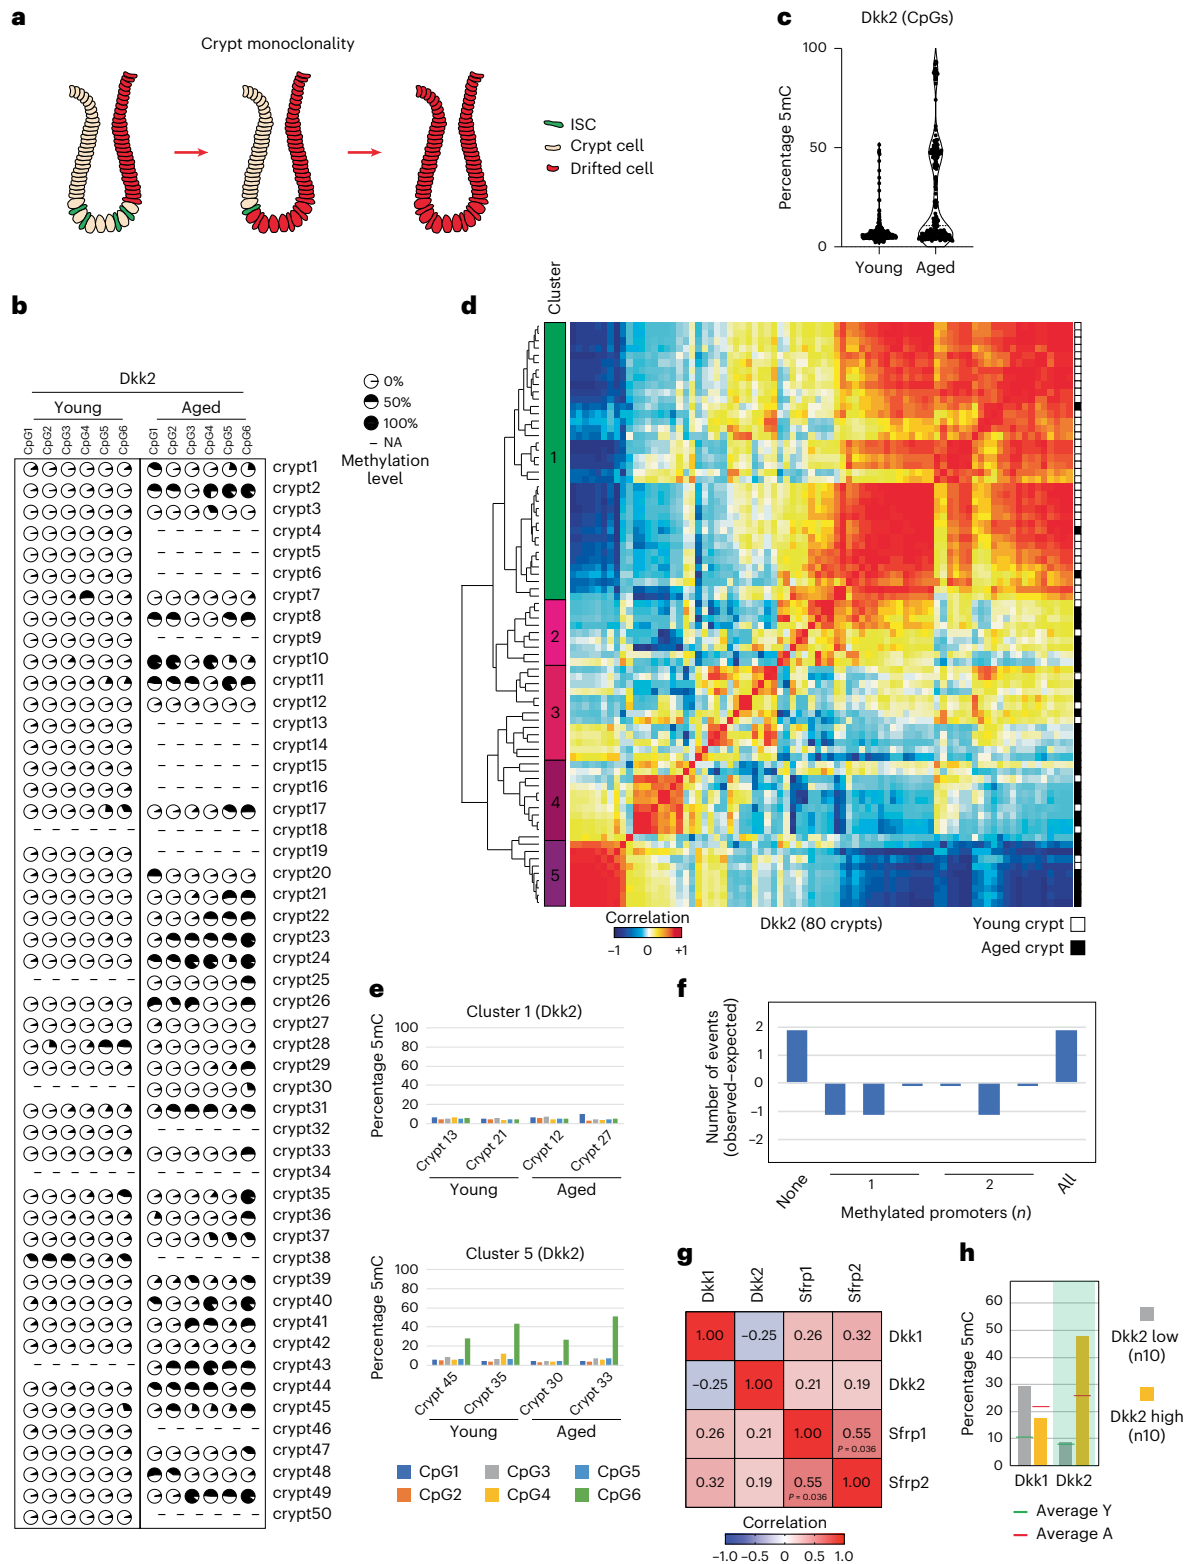 a
Crypt monoclonality
ISC
Crypt cell
Drifted cell
c
Dkk2 (CpGs)
Percentage 5mC
100
50
0
Young
Aged
b
Dkk2
Young
Aged
CpG1
CpG2
CpG3
CpG4
CpG5
CpG6
CpG1
CpG2
CpG3
CpG4
CpG5
CpG6
0%
50%
100%
– NA
Methylation
level
crypt1
crypt2
crypt3
crypt4
crypt5
crypt6
crypt7
crypt8
crypt9
crypt10
crypt11
crypt12
crypt13
crypt14
crypt15
crypt16
crypt17
crypt18
crypt19
crypt20
crypt21
crypt22
crypt23
crypt24
crypt25
crypt26
crypt27
crypt28
crypt29
crypt30
crypt31
crypt32
crypt33
crypt34
crypt35
crypt36
crypt37
crypt38
crypt39
crypt40
crypt41
crypt42
crypt43
crypt44
crypt45
crypt46
crypt47
crypt48
crypt49
crypt50
d
Cluster
1
2
3
4
5
Correlation
–1 0 +1
Dkk2 (80 crypts)
Young crypt
Aged crypt
e
Cluster 1 (Dkk2)
Percentage 5mC
100
80
60
40
20
0
Crypt 13
Crypt 21
Crypt 12
Crypt 27
Young
Aged
Cluster 5 (Dkk2)
Percentage 5mC
100
80
60
40
20
0
Crypt 45
Crypt 35
Crypt 30
Crypt 33
Young
Aged
CpG1
CpG3
CpG5
CpG2
CpG4
CpG6
f
Number of events
(observed–expected)
2
1
0
–1
–2
None
1
2
All
Methylated promoters (n)
g
Dkk1
Dkk2
Sfrp1
Sfrp2
1.00 –0.25 0.26 0.32 Dkk1
–0.25 1.00 0.21 0.19 Dkk2
0.26 0.21 1.00 0.55 Sfrp1
P = 0.036
0.32 0.19 0.55 1.00 Sfrp2
P = 0.036
Correlation
–1.0 –0.5 0 0.5 1.0
h
Percentage 5mC
60
50
40
30
20
10
0
Dkk1 Dkk2
Dkk2 low
(n10)
Dkk2 high
(n10)
Average Y
Average A